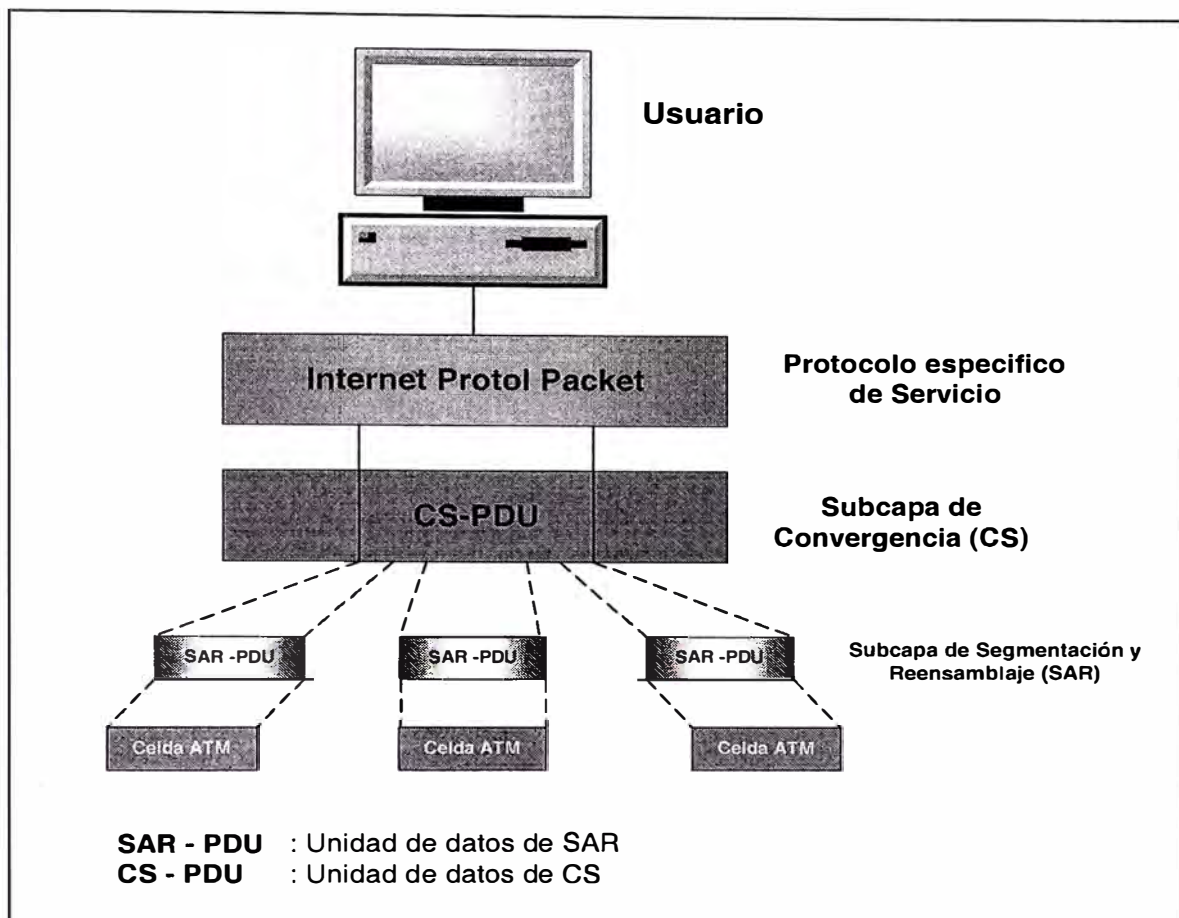 Usuario
Internet Protol Packet
Protocolo especifico
de Servicio
CS-PDU
Subcapa de
Convergencia (CS)
SAR -PDU
SAR -PDU
SAR -PDU
Subcapa de Segmentación y
Reensamblaje (SAR)
Celda ATM
Celda ATM
Celda ATM
SAR - PDU : Unidad de datos de SAR
CS - PDU : Unidad de datos de CS